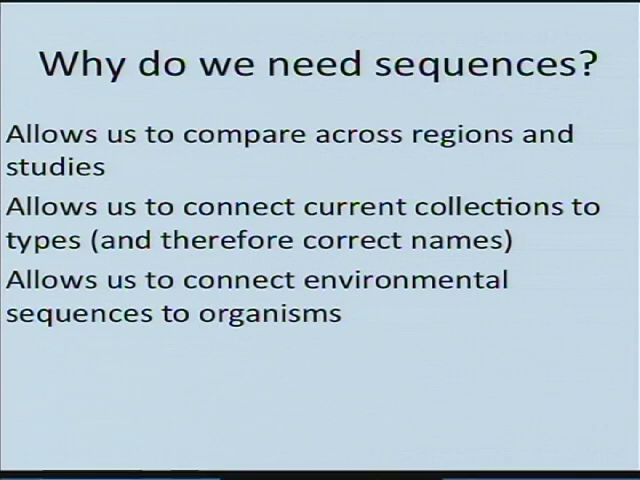 Why do we need sequences?
Allows us to compare across regions and
studies
Allows us to connect current collections to
types (and therefore correct names)
Allows us to connect environmental
sequences to organisms